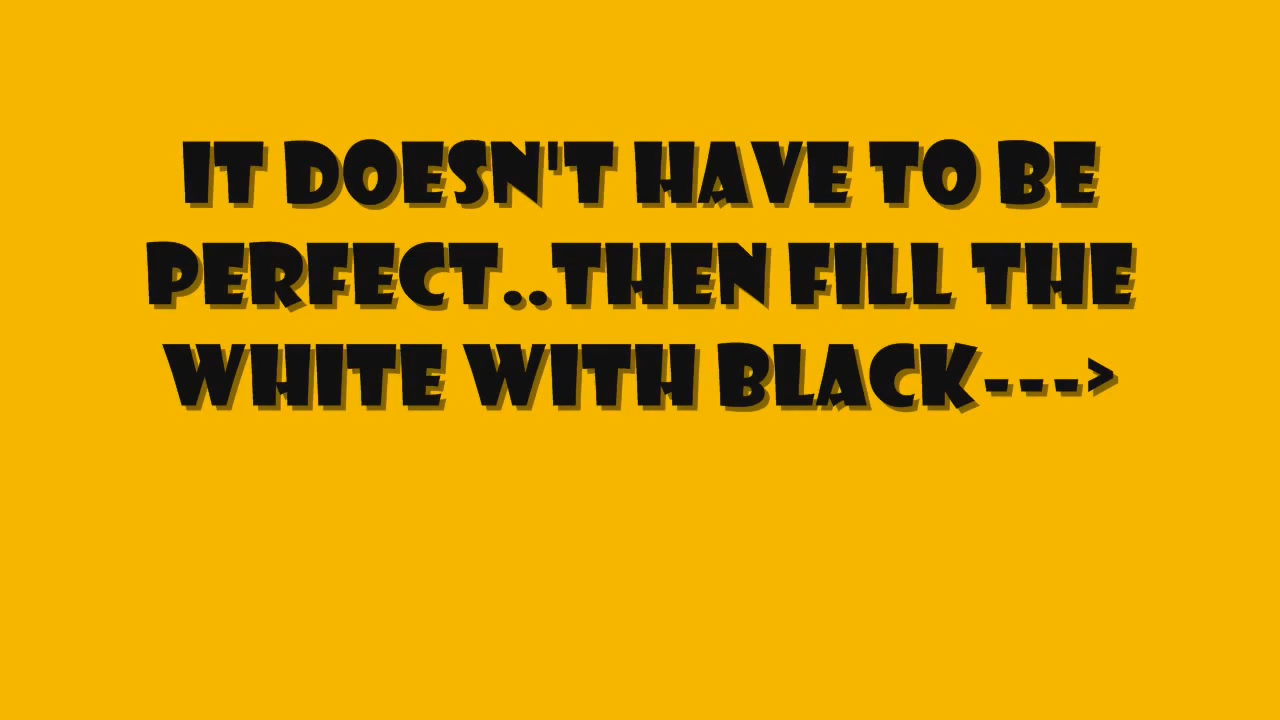 IT DOESN'T HAVE TO BE
PERFECT..THEN FILL THE
WHITE WITH BLACK--->